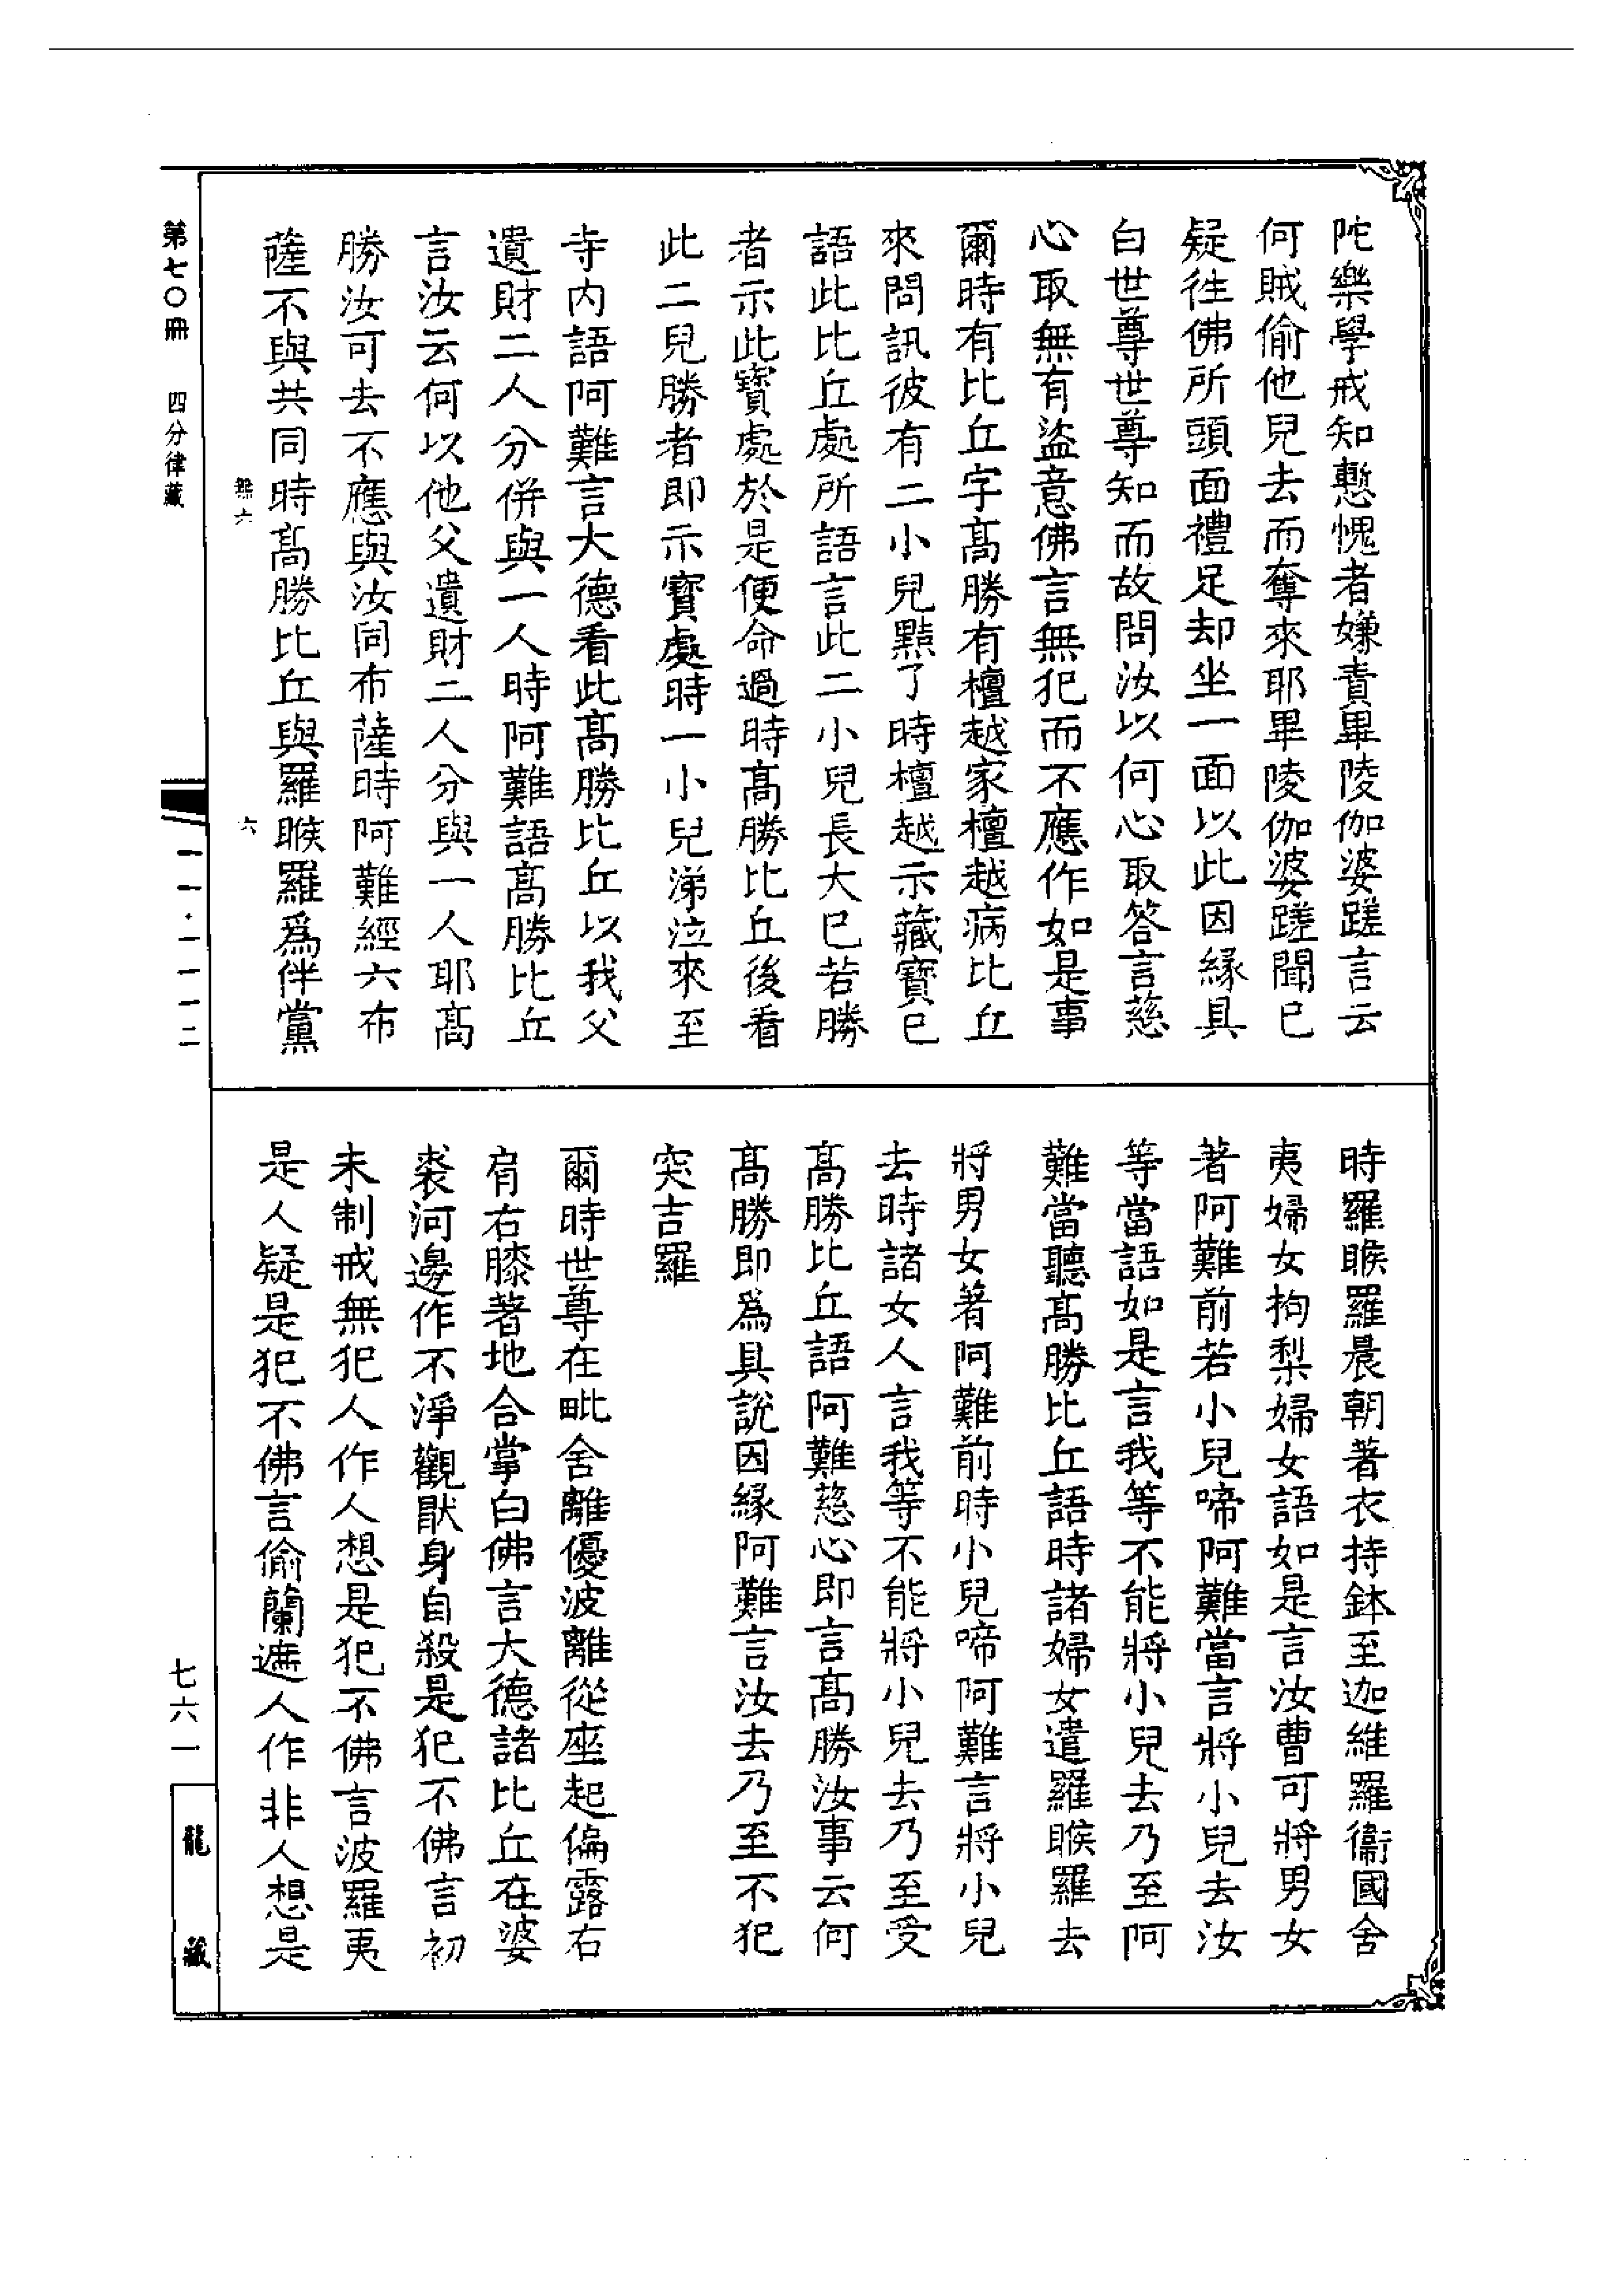 陀樂學戒知慙愧者嫌責畢陵伽婆蹉言云
何賊偷他兒去而奪來耶畢陵伽婆蹉聞已
疑往佛所頭面禮足却坐一面以此因緣具
白世尊世尊知而故問汝以何心取答言慈
心取無有盜意佛言無犯而不應作如是事
爾時有比丘字高勝有檀越家檀越病比丘
來問訊彼有二小兒黠了時檀越示藏寶已
語此比丘處所語言此二小兒長大已若勝
者示此寶處於是便命過時高勝比丘後看
此二兒勝者即示寶處時一小兒涕泣來至
寺內語阿難言大德看此高勝比丘以我父
遺財二人分併與一人時阿難語高勝比丘
言汝云何以他父遺財二人分與一人耶高
勝汝可去不應與汝同布薩時阿難經六布
薩不與共同時高勝比丘與羅睺羅爲伴黨
時羅睺羅晨朝著衣持鉢至迦維羅衞國舍
夷婦女拘梨婦女語如是言汝曹可將男女
著阿難前若小兒啼阿難當言將小兒去汝
等當語如是言我等不能將小兒去乃至阿
難當聽高勝比丘語時諸婦女遣羅睺羅去
將男女著阿難前時小兒啼阿難言將小兒
去時諸女人言我等不能將小兒去乃至受
高勝比丘語阿難慈心即言高勝汝事云何
高勝即爲具說因緣阿難言汝去乃至不犯
突吉羅
爾時世尊在毗舍離優波離從座起偏露右
肩右膝著地合掌白佛言大德諸比丘在婆
裘河邊作不淨觀厭身自殺是犯不佛言初
未制戒無犯人作人想是犯不佛言波羅夷
是人疑是犯不佛言偷蘭遮人作非人想是
第七〇冊
四分律藏
六
一一·一一一二
七六一
龍藏